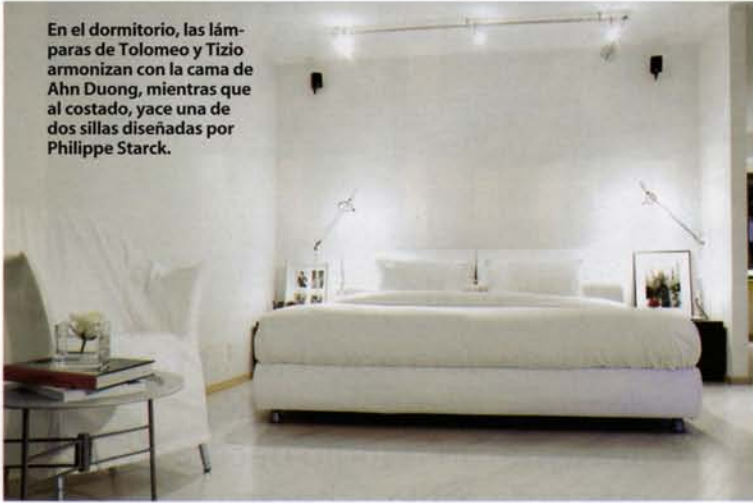 En el dormitorio, las lám-
paras de Tolomeo y Tizio
armonizan con la cama de
Ahn Duong, mientras que
al costado, yace una de
dos sillas diseñadas por
Philippe Starck.